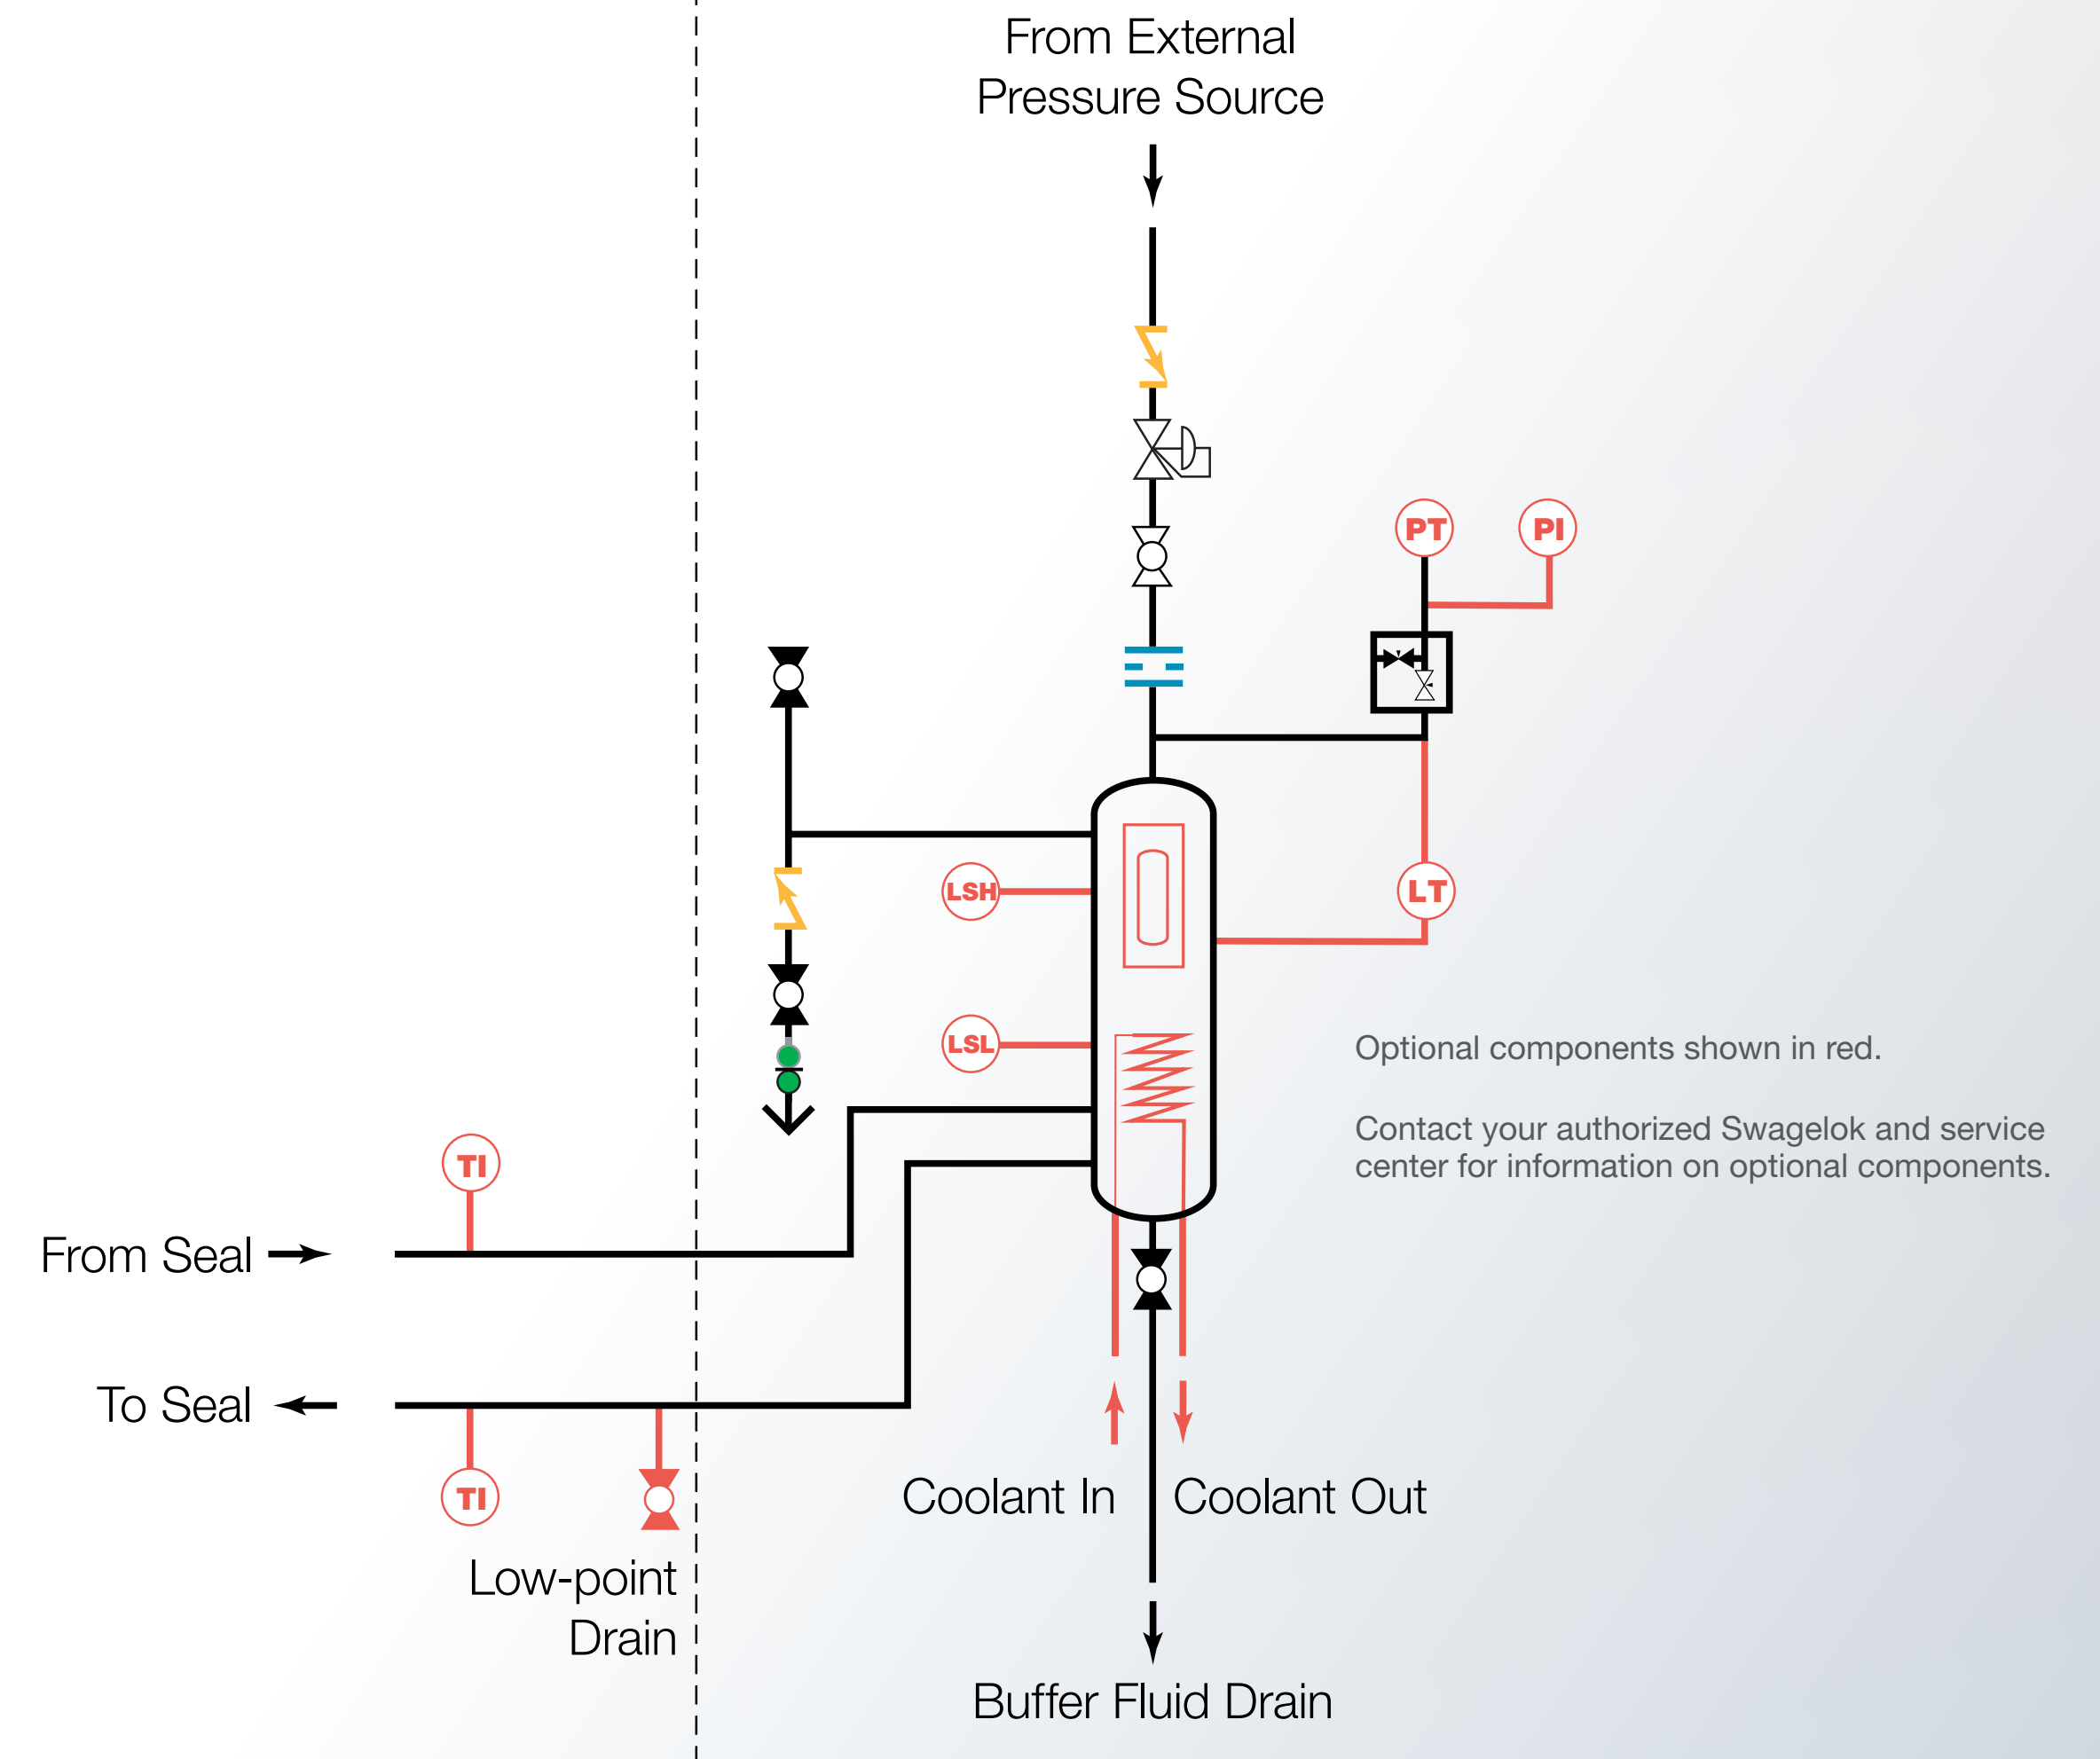 From External
Pressure Source
PT
PI
LSH
LT
LSL
Optional components shown in red.
Contact your authorized Swagelok and service
center for information on optional components.
TI
From Seal
To Seal
TI
Coolant In
Coolant Out
Low-point
Drain
Buffer Fluid Drain